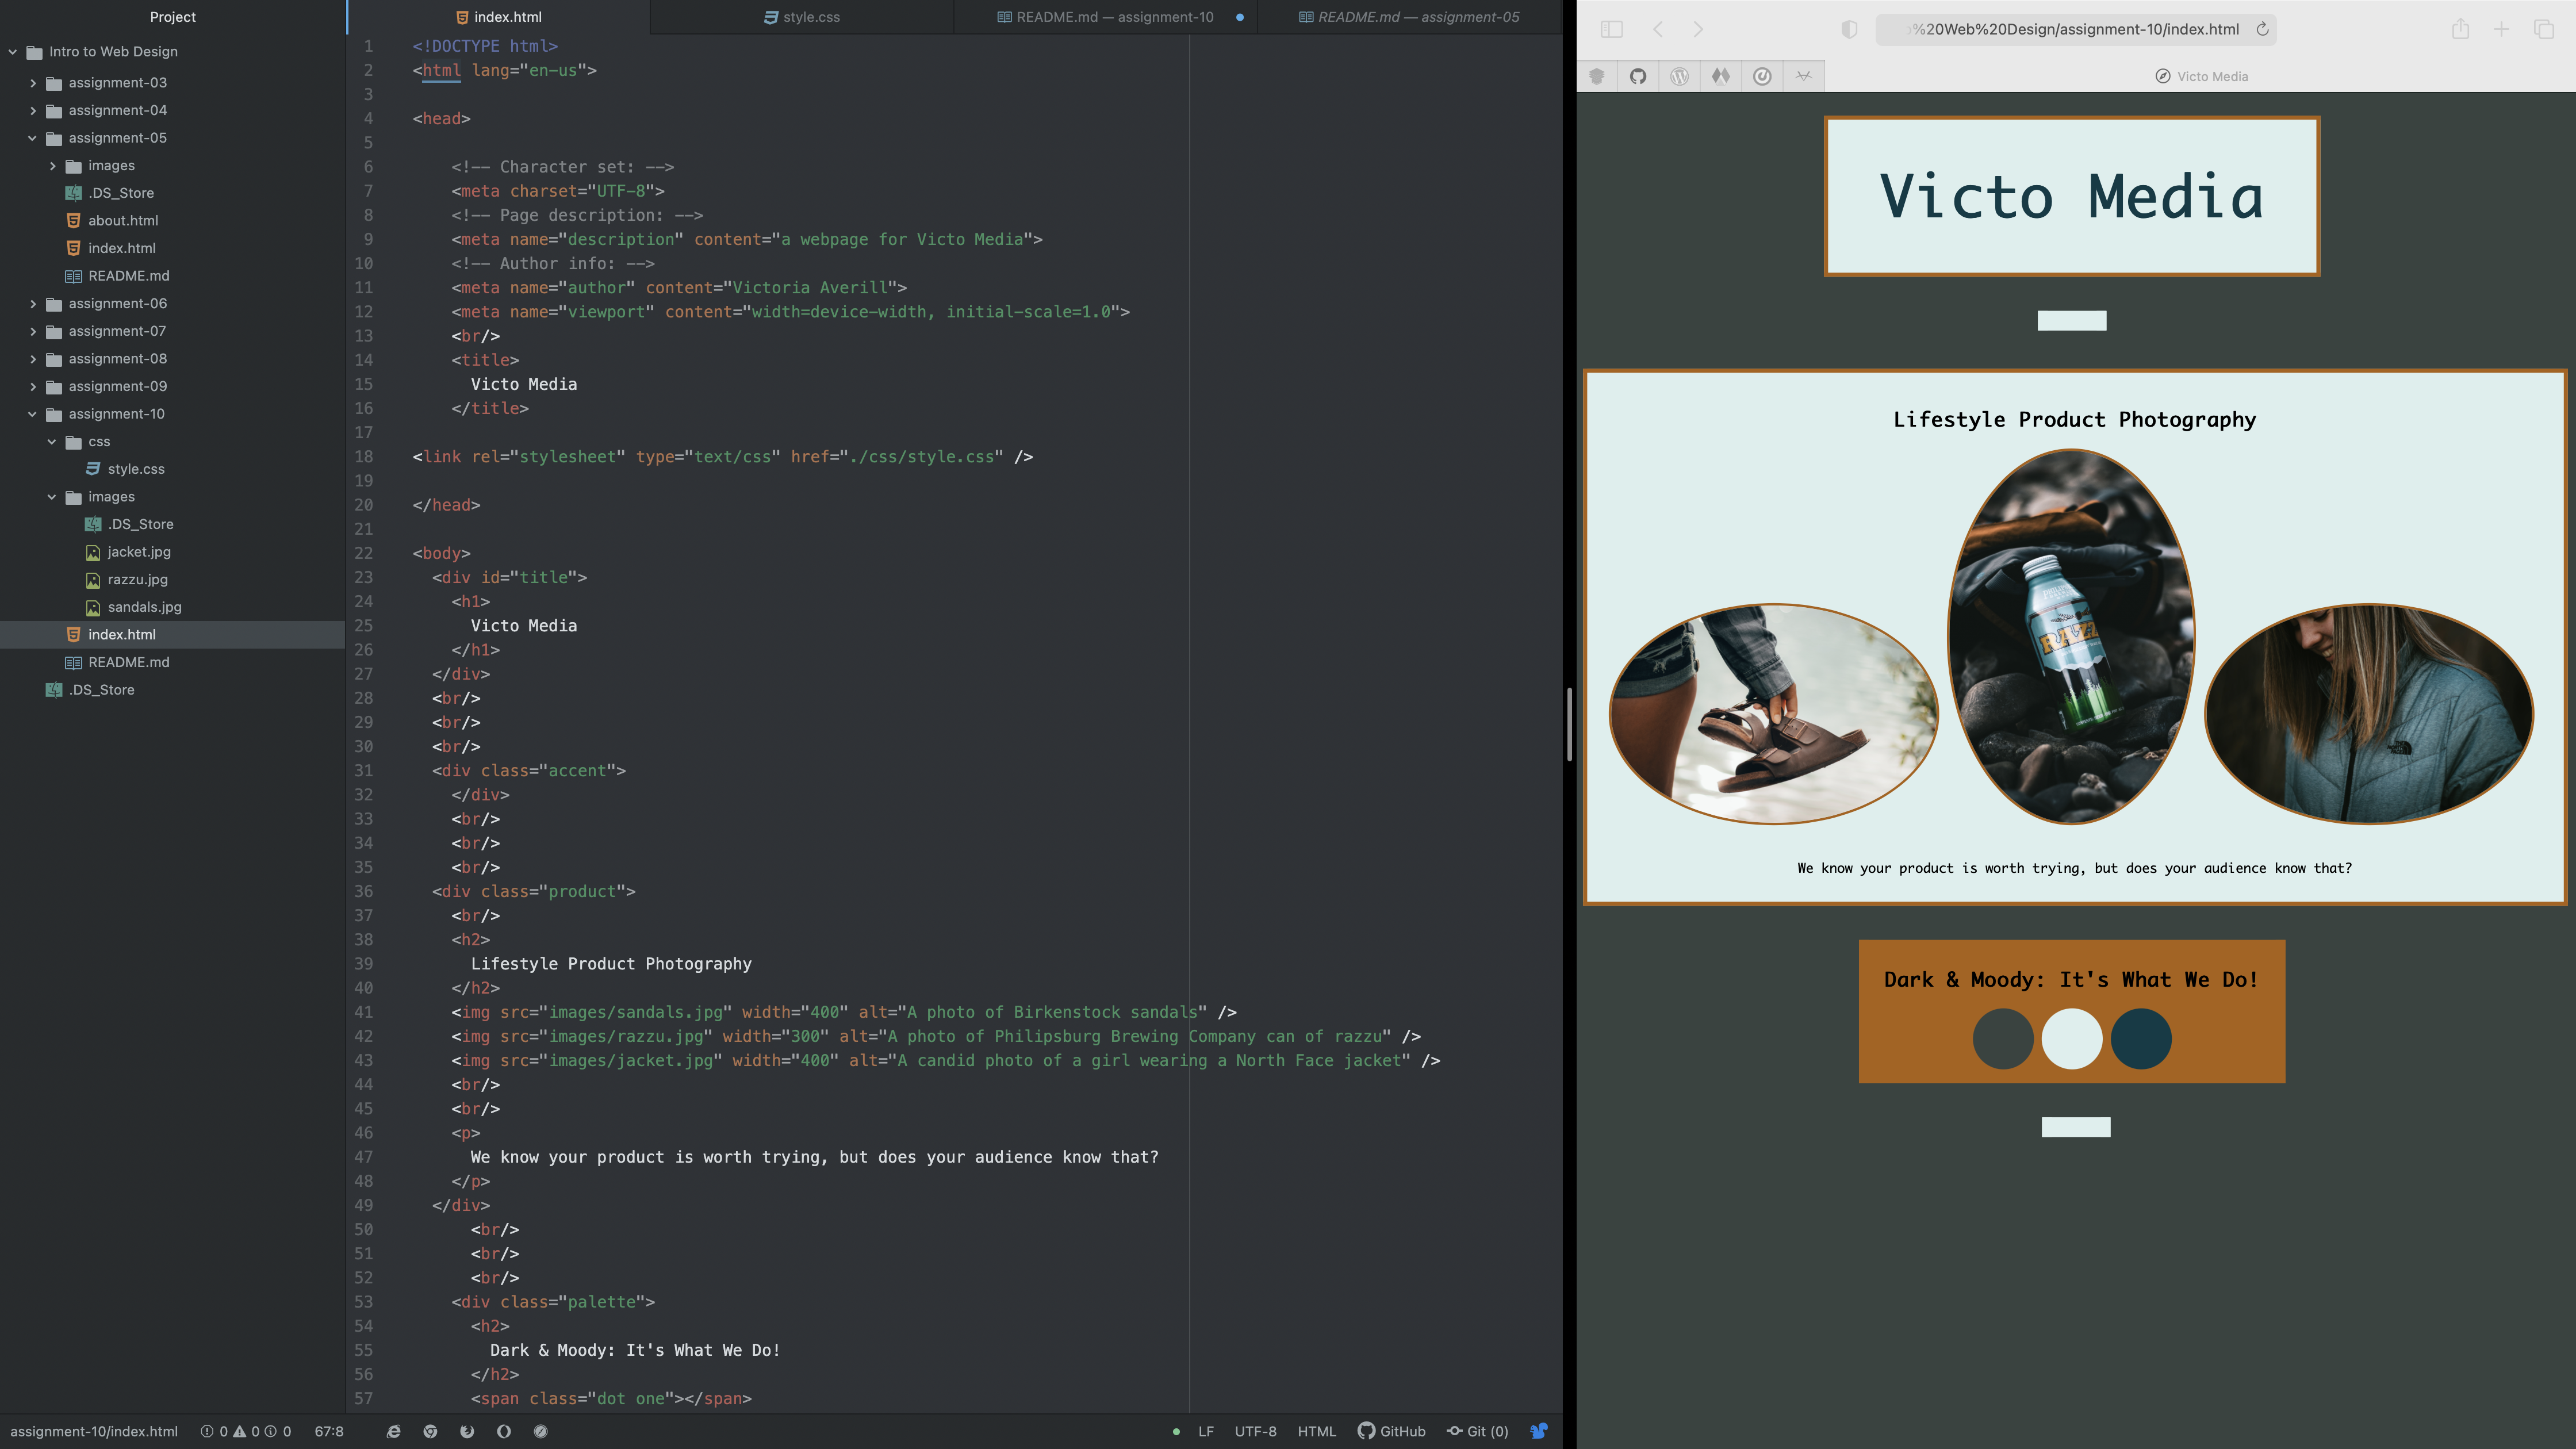 Project
Intro to Web Design
assignment-03
assignment-04
assignment-05
images
.DS_Store
about.html
index.html
README.md
assignment-06
assignment-07
assignment-08
assignment-09
assignment-10
css
style.css
images
.DS_Store
jacket.jpg
razzu.jpg
sandals.jpg
index.html
README.md
.DS_Store
index.html
style.css
README.md — assignment-10
README.md — assignment-05
1 <!DOCTYPE html>
2 <html lang="en-us">
3
4 <head>
5
6 <!-- Character set: -->
7 <meta charset="UTF-8">
8 <!-- Page description: -->
9 <meta name="description" content="a webpage for Victo Media">
10 <!-- Author info: -->
11 <meta name="author" content="Victoria Averill">
12 <meta name="viewport" content="width=device-width, initial-scale=1.0">
13 <br/>
14 <title>
15 Victo Media
16 </title>
17
18 <link rel="stylesheet" type="text/css" href="./css/style.css" />
19
20 </head>
21
22 <body>
23 <div id="title">
24 <h1>
25 Victo Media
26 </h1>
27 </div>
28 <br/>
29 <br/>
30 <br/>
31 <div class="accent">
32 </div>
33 <br/>
34 <br/>
35 <br/>
36 <div class="product">
37 <br/>
38 <h2>
39 Lifestyle Product Photography
40 </h2>
41 <img src="images/sandals.jpg" width="400" alt="A photo of Birkenstock sandals" />
42 <img src="images/razzu.jpg" width="300" alt="A photo of Philipsburg Brewing Company can of razzu" />
43 <img src="images/jacket.jpg" width="400" alt="A candid photo of a girl wearing a North Face jacket" />
44 <br/>
45 <br/>
46 <p>
47 We know your product is worth trying, but does your audience know that?
48 </p>
49 </div>
50 <br/>
51 <br/>
52 <br/>
53 <div class="palette">
54 <h2>
55 Dark & Moody: It's What We Do!
56 </h2>
57 <span class="dot one"></span>
assignment-10/index.html 0 0 0 67:8 LF UTF-8 HTML GitHub Git (0)
%20Web%20Design/assignment-10/index.html
Victo Media
Victo Media
Lifestyle Product Photography
RAZZ
We know your product is worth trying, but does your audience know that?
Dark & Moody: It's What We Do!